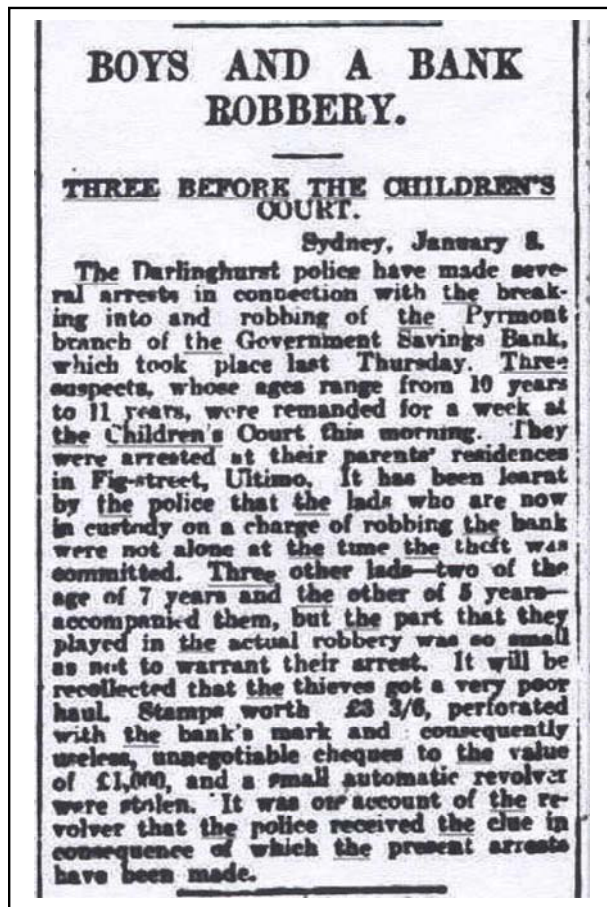 BOYS AND A BANK
ROBBERY.
THREE BEFORE THE CHILDREN'S
COURT.
Sydney, January 8.
The Darlinghurst police have made seve-
ral arrests in connection with the break-
ing into and robbing of the Pyrmont
branch of the Government Savings Bank,
which took place last Thursday. Three
suspects, whose ages range from 10 years
to 11 years, were remanded for a week at
the Children's Court this morning. They
were arrested at their parents' residences
in Fig-street, Ultimo. It has been learnt
by the police that the lads who are now
in custody on a charge of robbing the bank
were not alone at the time the theft was
committed. Three other lads—two of the
age of 7 years and the other of 5 years—
accompanied them, but the part that they
played in the actual robbery was so small
as not to warrant their arrest. It will be
recollected that the thieves got a very poor
haul. Stamps worth £3 3/6, perforated
with the bank's mark and consequently
useless, unnegotiable cheques to the value
of £1,000, and a small automatic revolver
were stolen. It was on account of the re-
volver that the police received the clue in
consequence of which the present arrests
have been made.